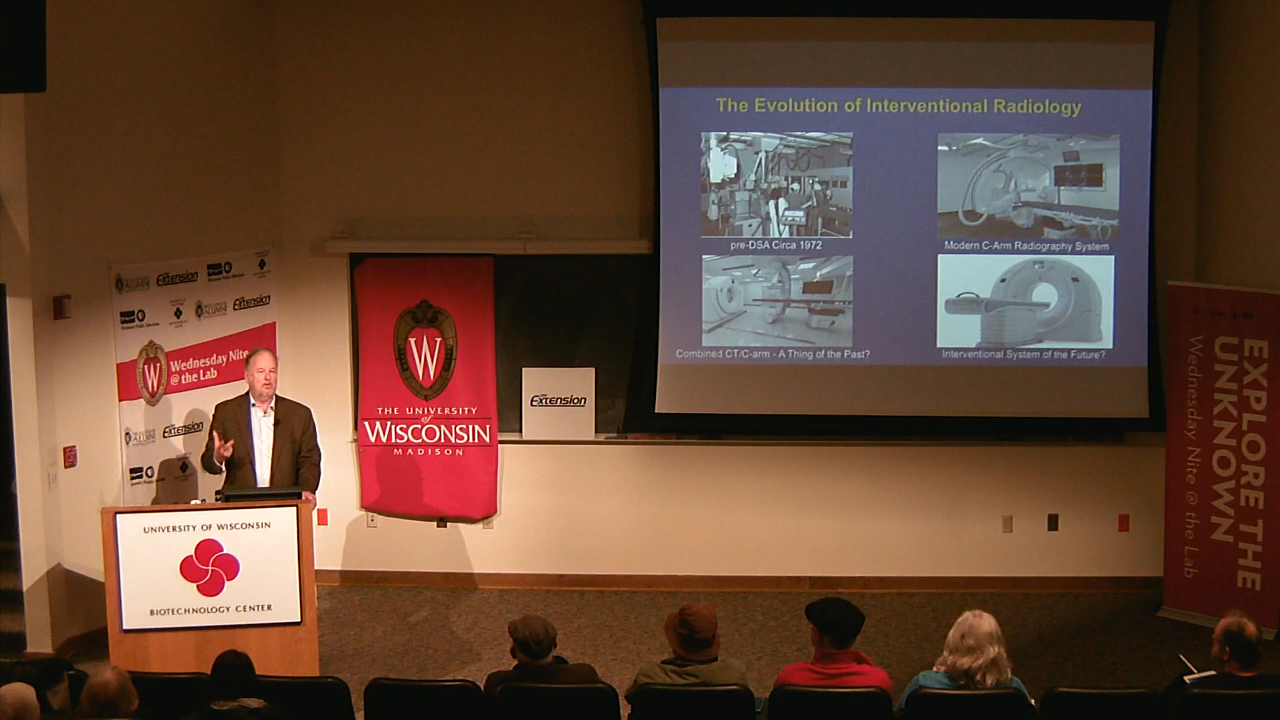 The Evolution of Interventional Radiology
pre-DSA Circa 1972
Modern C-Arm Radiography System
Combined CT/C-arm - A Thing of the Past?
Interventional System of the Future?
ALUMNI
Extension
Extension
Wednesday Nite
@ the Lab
W
ALUMNI
Extension
W
THE UNIVERSITY
of
WISCONSIN
MADISON
Extension
UNIVERSITY OF WISCONSIN
BIOTECHNOLOGY CENTER
EXPLORE THE
UNKNOWN
Wednesday Nite @ the Lab